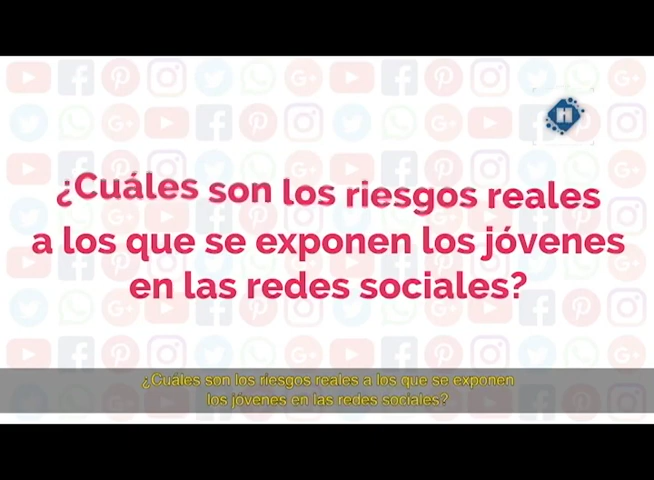 ¿Cuáles son los riesgos reales
a los que se exponen los jóvenes
en las redes sociales?
H
¿Cuáles son los riesgos reales a los que se exponen
los jóvenes en las redes sociales?